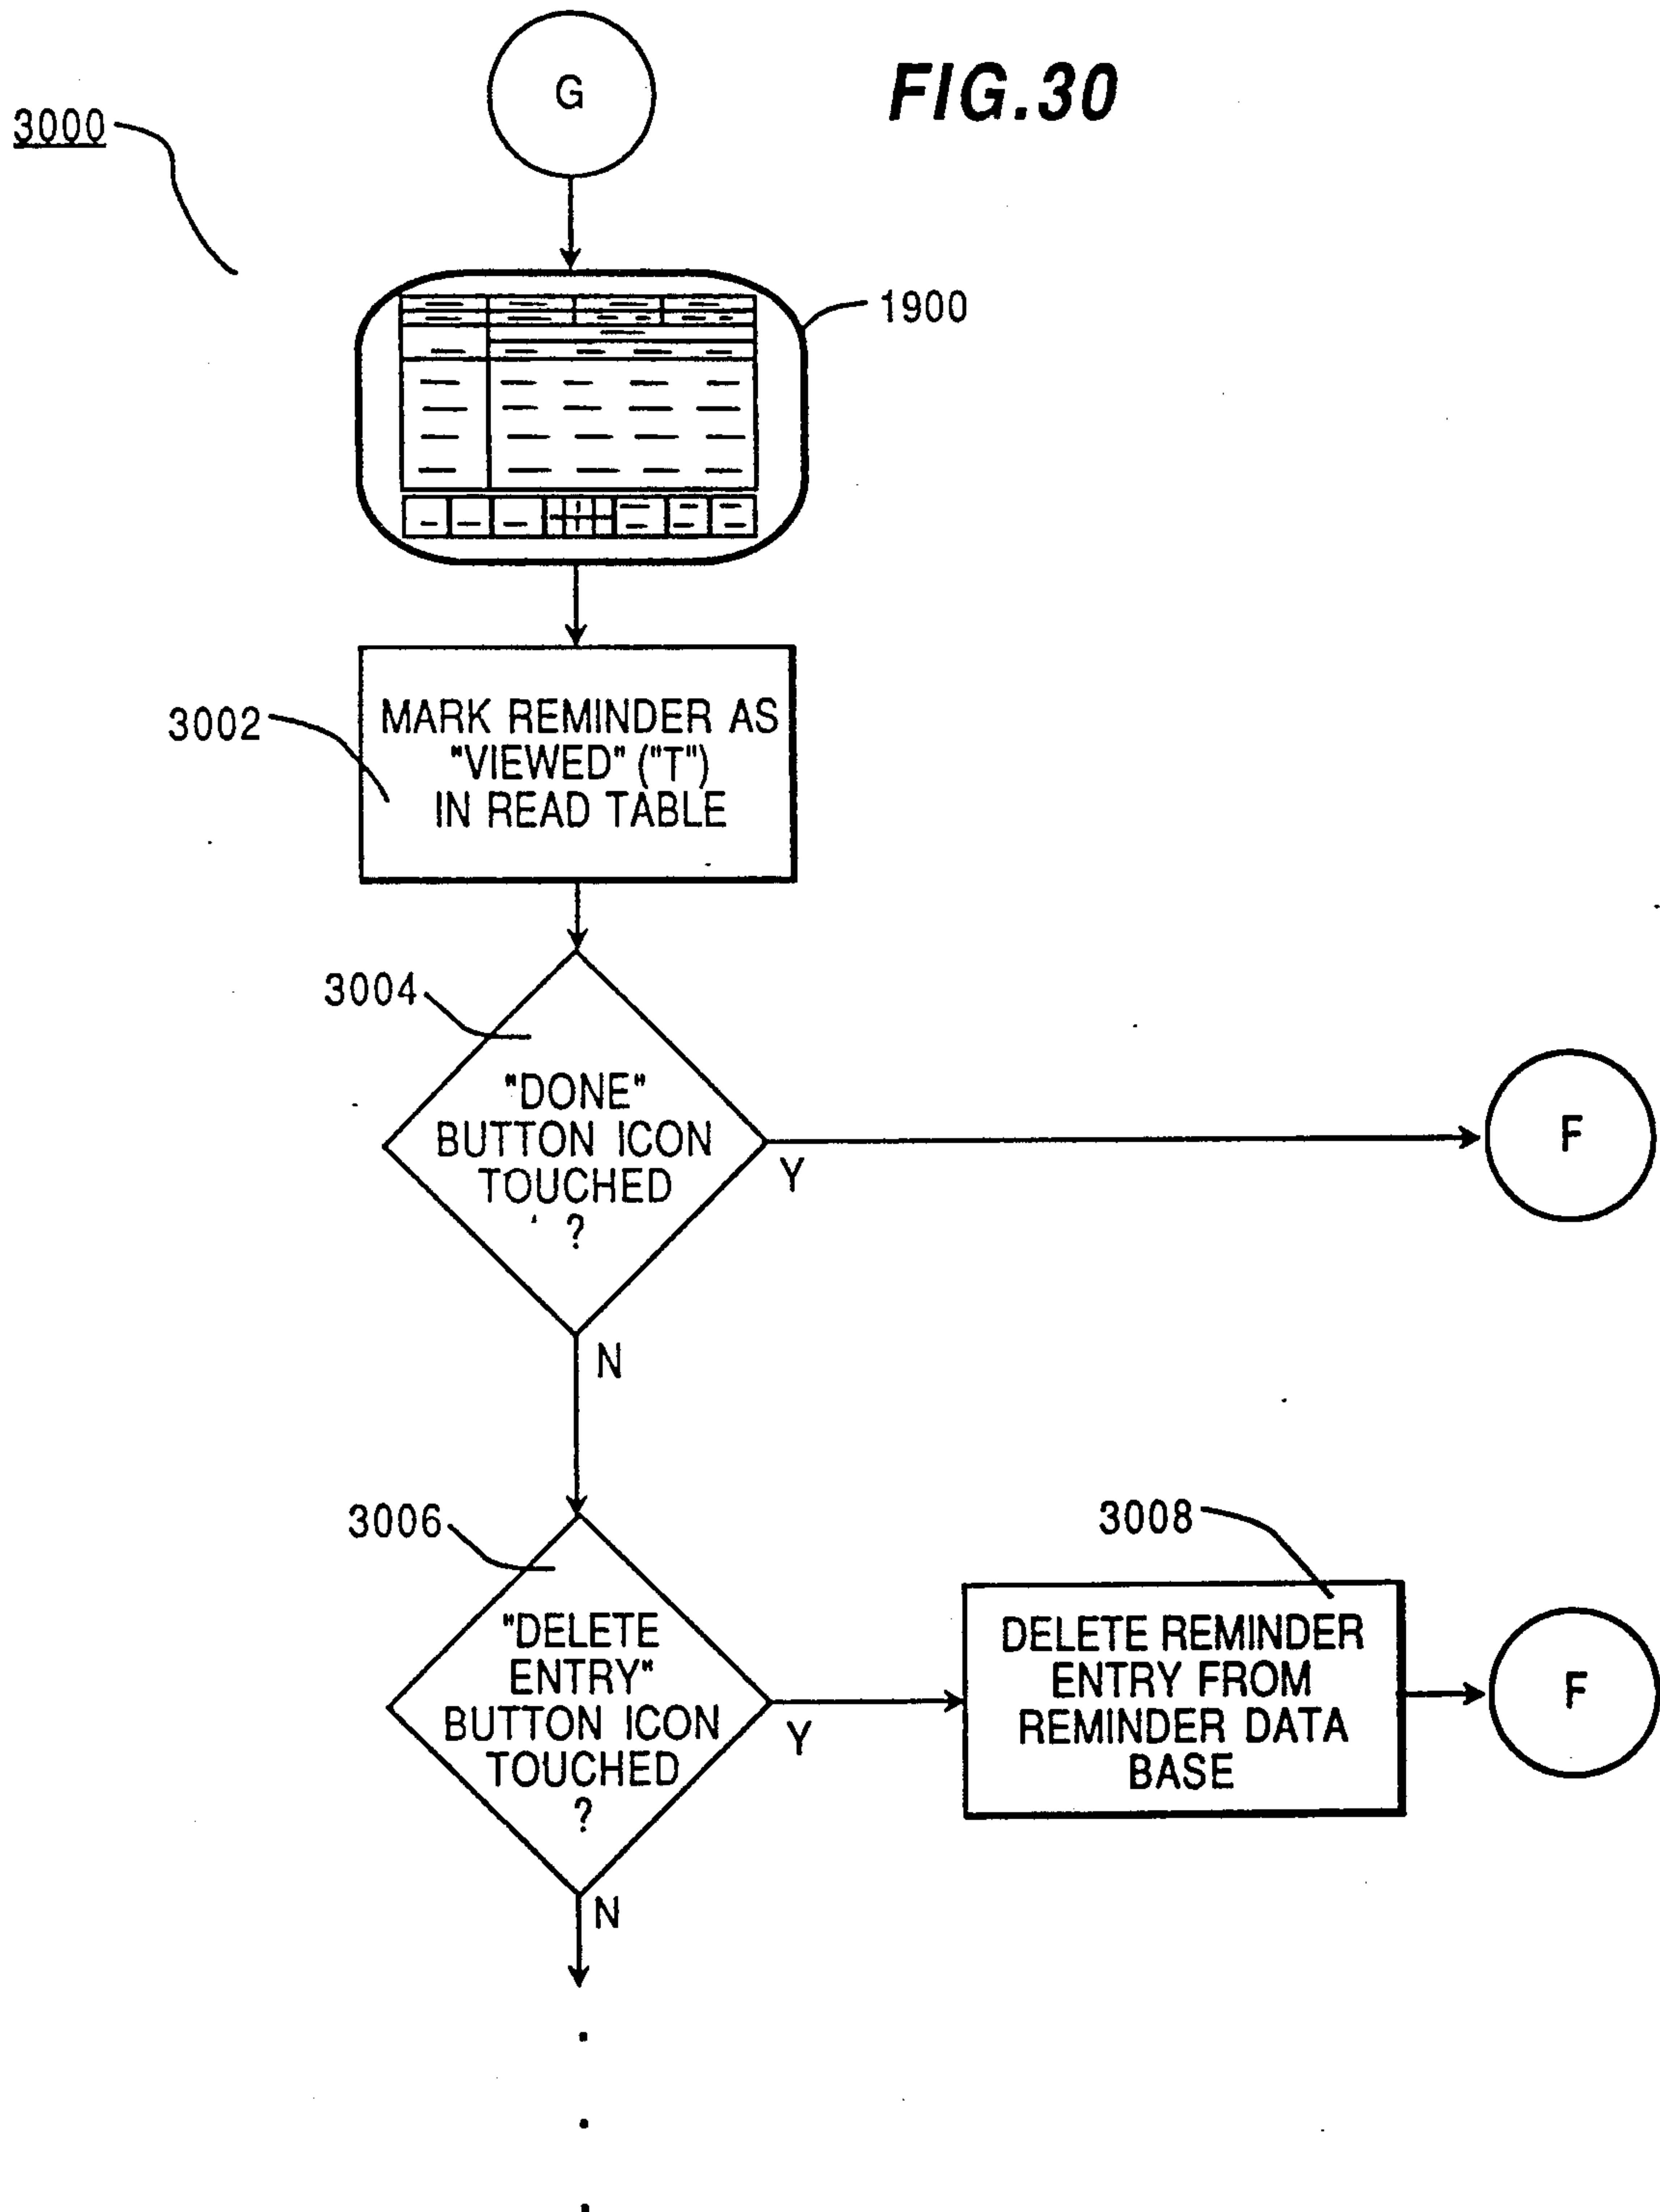 G
FIG.30
3000
1900
3002
MARK REMINDER AS
"VIEWED" ("T")
IN READ TABLE
3004
"DONE"
BUTTON ICON
TOUCHED
?
Y
F
N
3006
"DELETE
ENTRY"
BUTTON ICON
TOUCHED
?
Y
3008
DELETE REMINDER
ENTRY FROM
REMINDER DATA
BASE
F
N